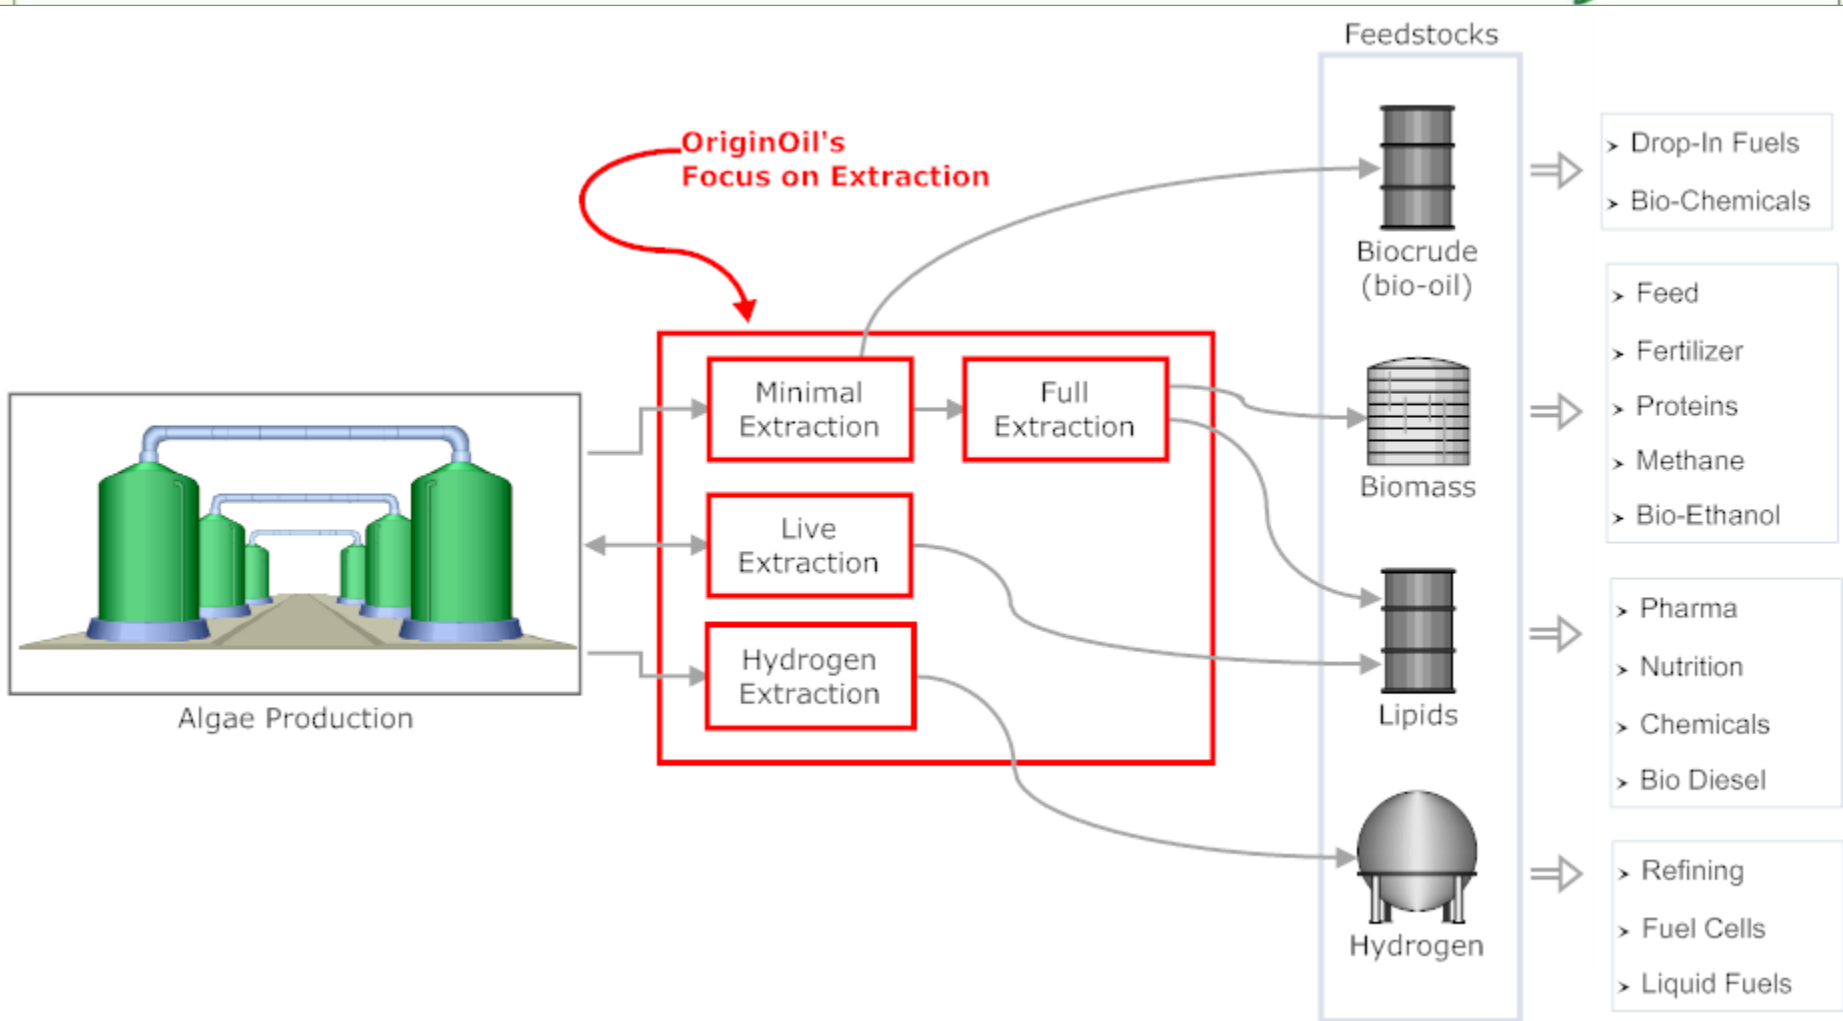 Feedstocks
OriginOil's
Focus on Extraction
Minimal
Extraction
Full
Extraction
Live
Extraction
Hydrogen
Extraction
Algae Production
Biocrude
(bio-oil)
Biomass
Lipids
Hydrogen
Drop-In Fuels
Bio-Chemicals
Feed
Fertilizer
Proteins
Methane
Bio-Ethanol
Pharma
Nutrition
Chemicals
Bio Diesel
Refining
Fuel Cells
Liquid Fuels